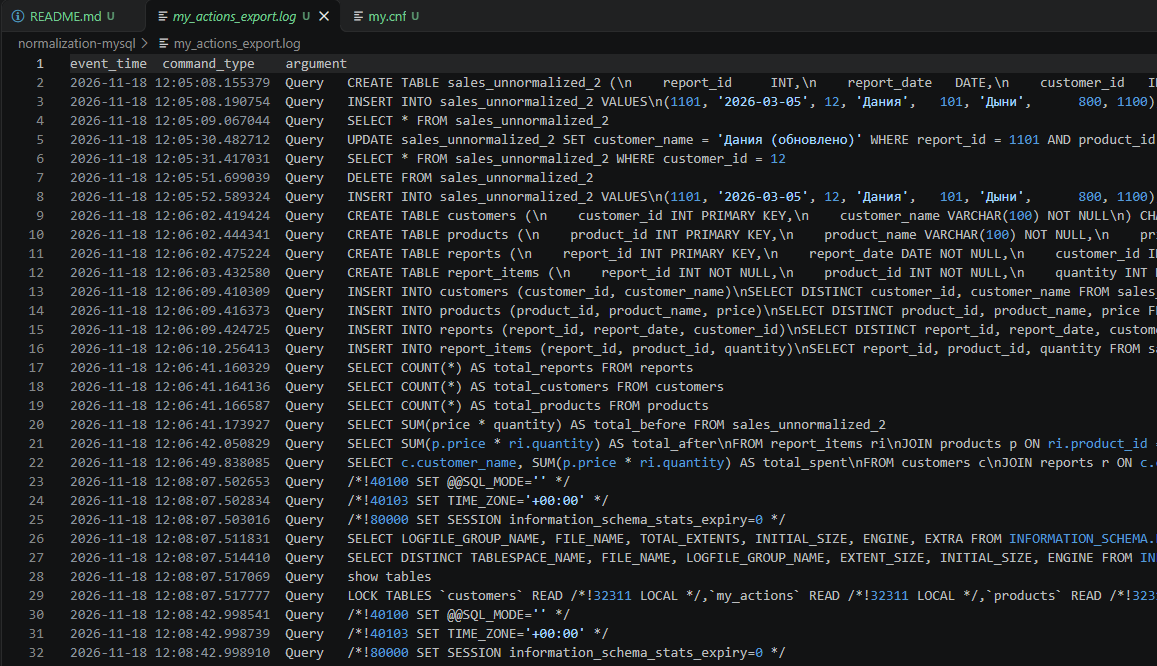 README.md U my_actions_export.log U my.cnf U
normalization-mysql > my_actions_export.log
1 event_time command_type argument
2 2026-11-18 12:05:08.155379 Query CREATE TABLE sales_unnormalized_2 (\n report_id INT,\n report_date DATE,\n customer_id
3 2026-11-18 12:05:08.190754 Query INSERT INTO sales_unnormalized_2 VALUES\n(1101, '2026-03-05', 12, 'Дания', 101, 'Дыни', 800, 1100)
4 2026-11-18 12:05:09.067044 Query SELECT * FROM sales_unnormalized_2
5 2026-11-18 12:05:30.482712 Query UPDATE sales_unnormalized_2 SET customer_name = 'Дания (обновлено)' WHERE report_id = 1101 AND product_id
6 2026-11-18 12:05:31.417031 Query SELECT * FROM sales_unnormalized_2 WHERE customer_id = 12
7 2026-11-18 12:05:51.699039 Query DELETE FROM sales_unnormalized_2
8 2026-11-18 12:05:52.589324 Query INSERT INTO sales_unnormalized_2 VALUES\n(1101, '2026-03-05', 12, 'Дания', 101, 'Дыни', 800, 1100)
9 2026-11-18 12:06:02.419424 Query CREATE TABLE customers (\n customer_id INT PRIMARY KEY,\n customer_name VARCHAR(100) NOT NULL\n) CHA
10 2026-11-18 12:06:02.444341 Query CREATE TABLE products (\n product_id INT PRIMARY KEY,\n product_name VARCHAR(100) NOT NULL,\n pr
11 2026-11-18 12:06:02.475224 Query CREATE TABLE reports (\n report_id INT PRIMARY KEY,\n report_date DATE NOT NULL,\n customer_id
12 2026-11-18 12:06:03.432580 Query CREATE TABLE report_items (\n report_id INT NOT NULL,\n product_id INT NOT NULL,\n quantity INT
13 2026-11-18 12:06:09.410309 Query INSERT INTO customers (customer_id, customer_name)\nSELECT DISTINCT customer_id, customer_name FROM sales_
14 2026-11-18 12:06:09.416373 Query INSERT INTO products (product_id, product_name, price)\nSELECT DISTINCT product_id, product_name, price
15 2026-11-18 12:06:09.424725 Query INSERT INTO reports (report_id, report_date, customer_id)\nSELECT DISTINCT report_id, report_date, custome
16 2026-11-18 12:06:10.256413 Query INSERT INTO report_items (report_id, product_id, quantity)\nSELECT report_id, product_id, quantity FROM sa
17 2026-11-18 12:06:41.160329 Query SELECT COUNT(*) AS total_reports FROM reports
18 2026-11-18 12:06:41.164136 Query SELECT COUNT(*) AS total_customers FROM customers
19 2026-11-18 12:06:41.166587 Query SELECT COUNT(*) AS total_products FROM products
20 2026-11-18 12:06:41.173927 Query SELECT SUM(price * quantity) AS total_before FROM sales_unnormalized_2
21 2026-11-18 12:06:42.050829 Query SELECT SUM(p.price * ri.quantity) AS total_after\nFROM report_items ri\nJOIN products p ON ri.product_id =
22 2026-11-18 12:06:49.838085 Query SELECT c.customer_name, SUM(p.price * ri.quantity) AS total_spent\nFROM customers c\nJOIN reports r ON c.
23 2026-11-18 12:08:07.502653 Query /*!40100 SET @@SQL_MODE='' */
24 2026-11-18 12:08:07.502834 Query /*!40103 SET TIME_ZONE='+00:00' */
25 2026-11-18 12:08:07.503016 Query /*!80000 SET SESSION information_schema_stats_expiry=0 */
26 2026-11-18 12:08:07.511831 Query SELECT LOGFILE_GROUP_NAME, FILE_NAME, TOTAL_EXTENTS, INITIAL_SIZE, ENGINE, EXTRA FROM INFORMATION_SCHEMA.
27 2026-11-18 12:08:07.514410 Query SELECT DISTINCT TABLESPACE_NAME, FILE_NAME, LOGFILE_GROUP_NAME, EXTENT_SIZE, INITIAL_SIZE, ENGINE FROM IN
28 2026-11-18 12:08:07.517069 Query show tables
29 2026-11-18 12:08:07.517777 Query LOCK TABLES `customers` READ /*!32311 LOCAL */,`my_actions` READ /*!32311 LOCAL */,`products` READ /*!323
30 2026-11-18 12:08:42.998541 Query /*!40100 SET @@SQL_MODE='' */
31 2026-11-18 12:08:42.998739 Query /*!40103 SET TIME_ZONE='+00:00' */
32 2026-11-18 12:08:42.998910 Query /*!80000 SET SESSION information_schema_stats_expiry=0 */